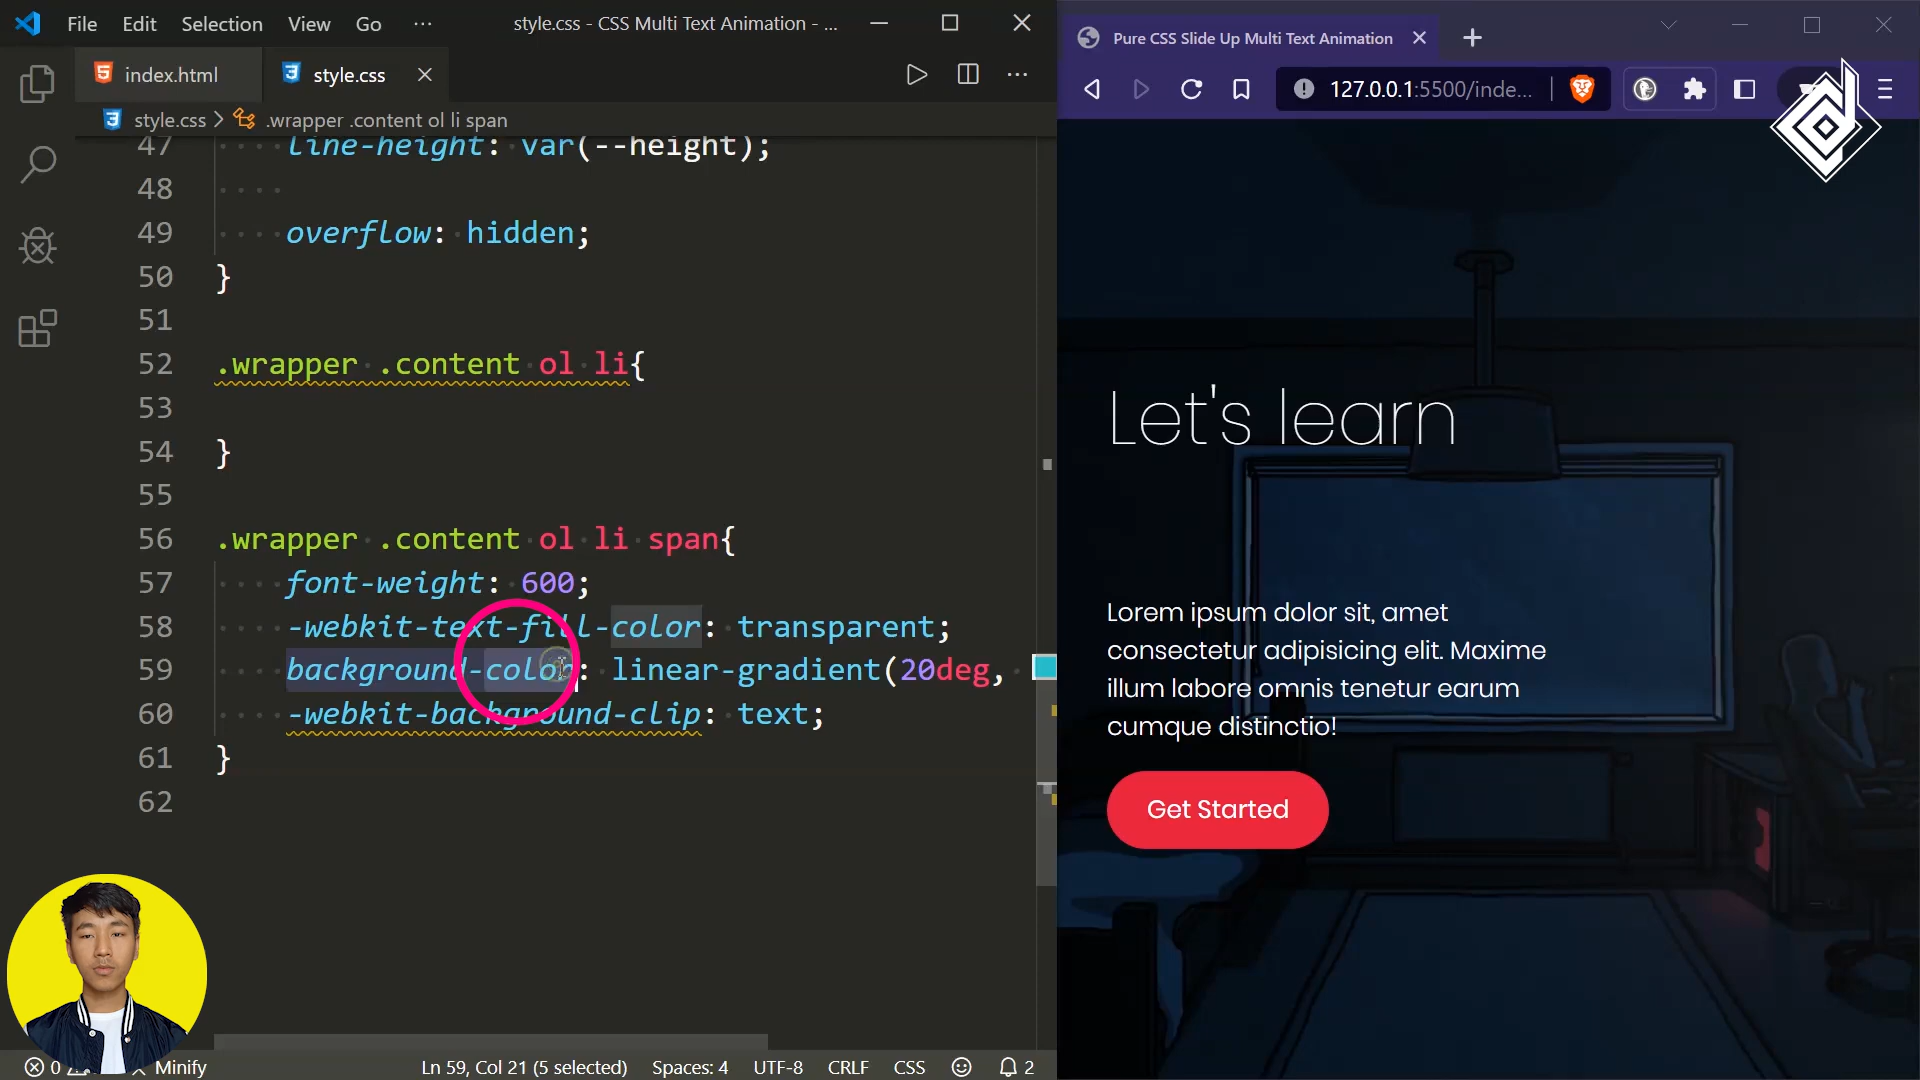 File Edit Selection View Go ··· style.css - CSS Multi Text Animation - ...
index.html style.css
style.css > .wrapper .content ol li span
47 line-height: var(--height);
48
49 overflow: hidden;
50 }
51
52 .wrapper .content ol li{
53
54 }
55
56 .wrapper .content ol li span{
57 font-weight: 600;
58 -webkit-text-fill-color: transparent;
59 background-color: linear-gradient(20deg,
60 -webkit-background-clip: text;
61 }
62
0 Minify Ln 59, Col 21 (5 selected) Spaces: 4 UTF-8 CRLF CSS 2
Pure CSS Slide Up Multi Text Animation
127.0.0.1:5500/inde...
Let's learn
Lorem ipsum dolor sit, amet
consectetur adipisicing elit. Maxime
illum labore omnis tenetur earum
cumque distinctio!
Get Started